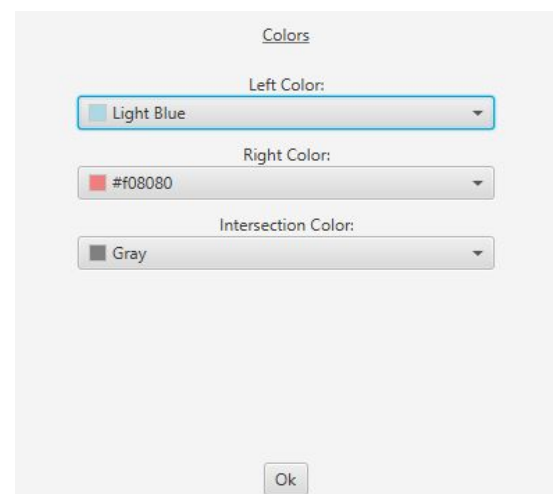 Colors
Left Color:
Light Blue
Right Color:
#f08080
Intersection Color:
Gray
Ok